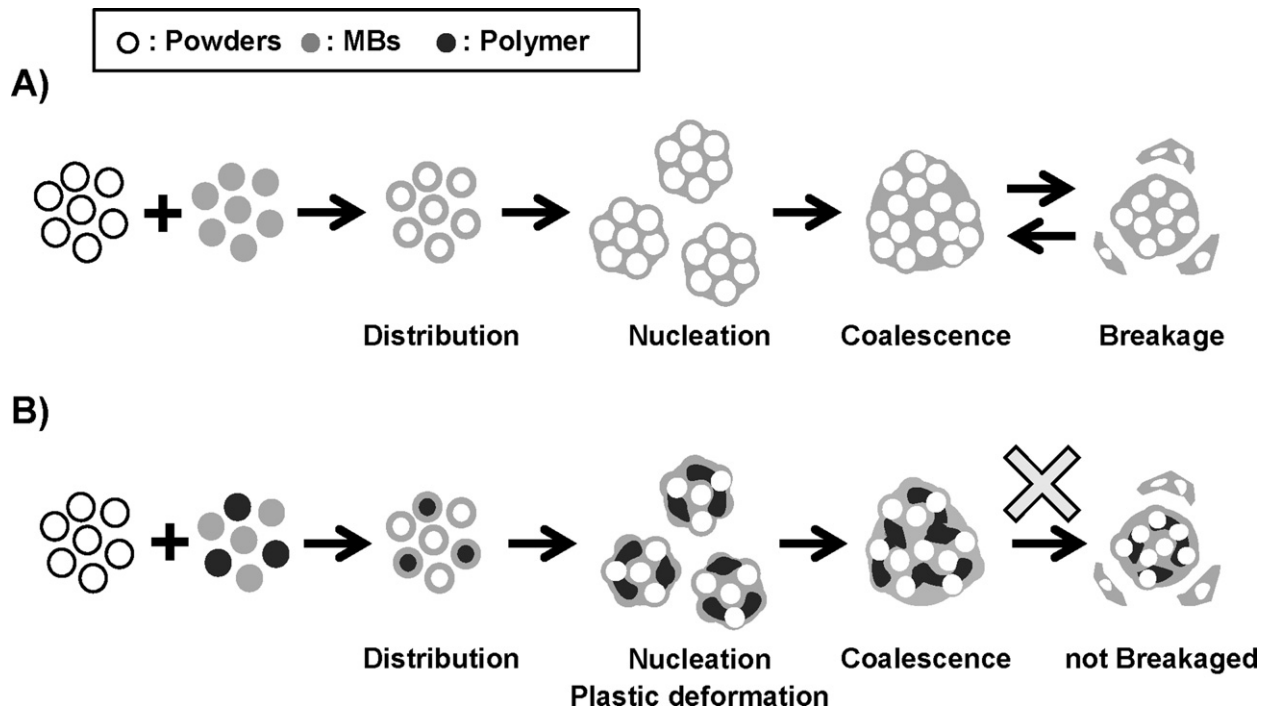 : Powders : MBs : Polymer
A)
Distribution Nucleation Coalescence Breakage
B)
Distribution Nucleation Coalescence not Breakaged
Plastic deformation